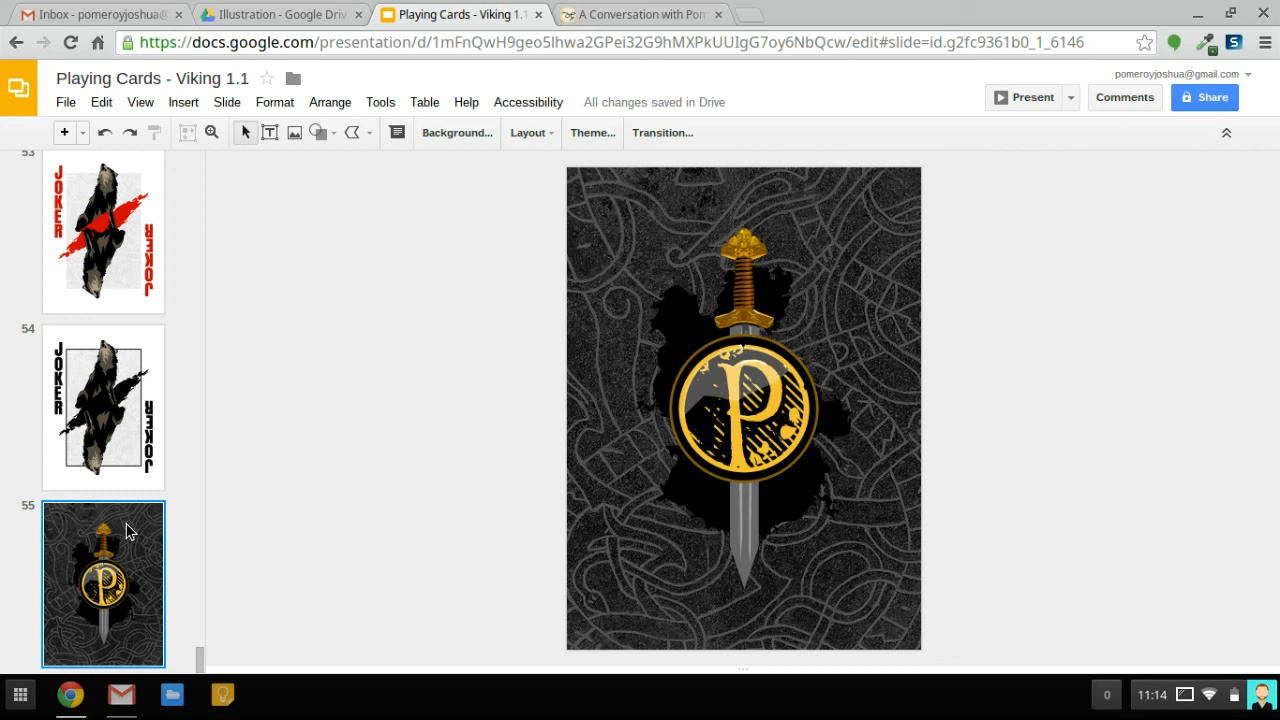 Inbox - pomeroyjoshua@
Illustration - Google Driv
Playing Cards - Viking 1.1
A Conversation with Pom
https://docs.google.com/presentation/d/1mFnQwH9geo5lhwa2GPei32G9hMXPkUUIgG7oy6NbQcw/edit#slide=id.g2fc9361b0_1_6146
Playing Cards - Viking 1.1
pomeroyjoshua@gmail.com
File Edit View Insert Slide Format Arrange Tools Table Help Accessibility All changes saved in Drive
Present Comments Share
Background... Layout Theme... Transition...
53
JOKER
JOKER
54
JOKER
JOKER
55
P
P
0 11:14